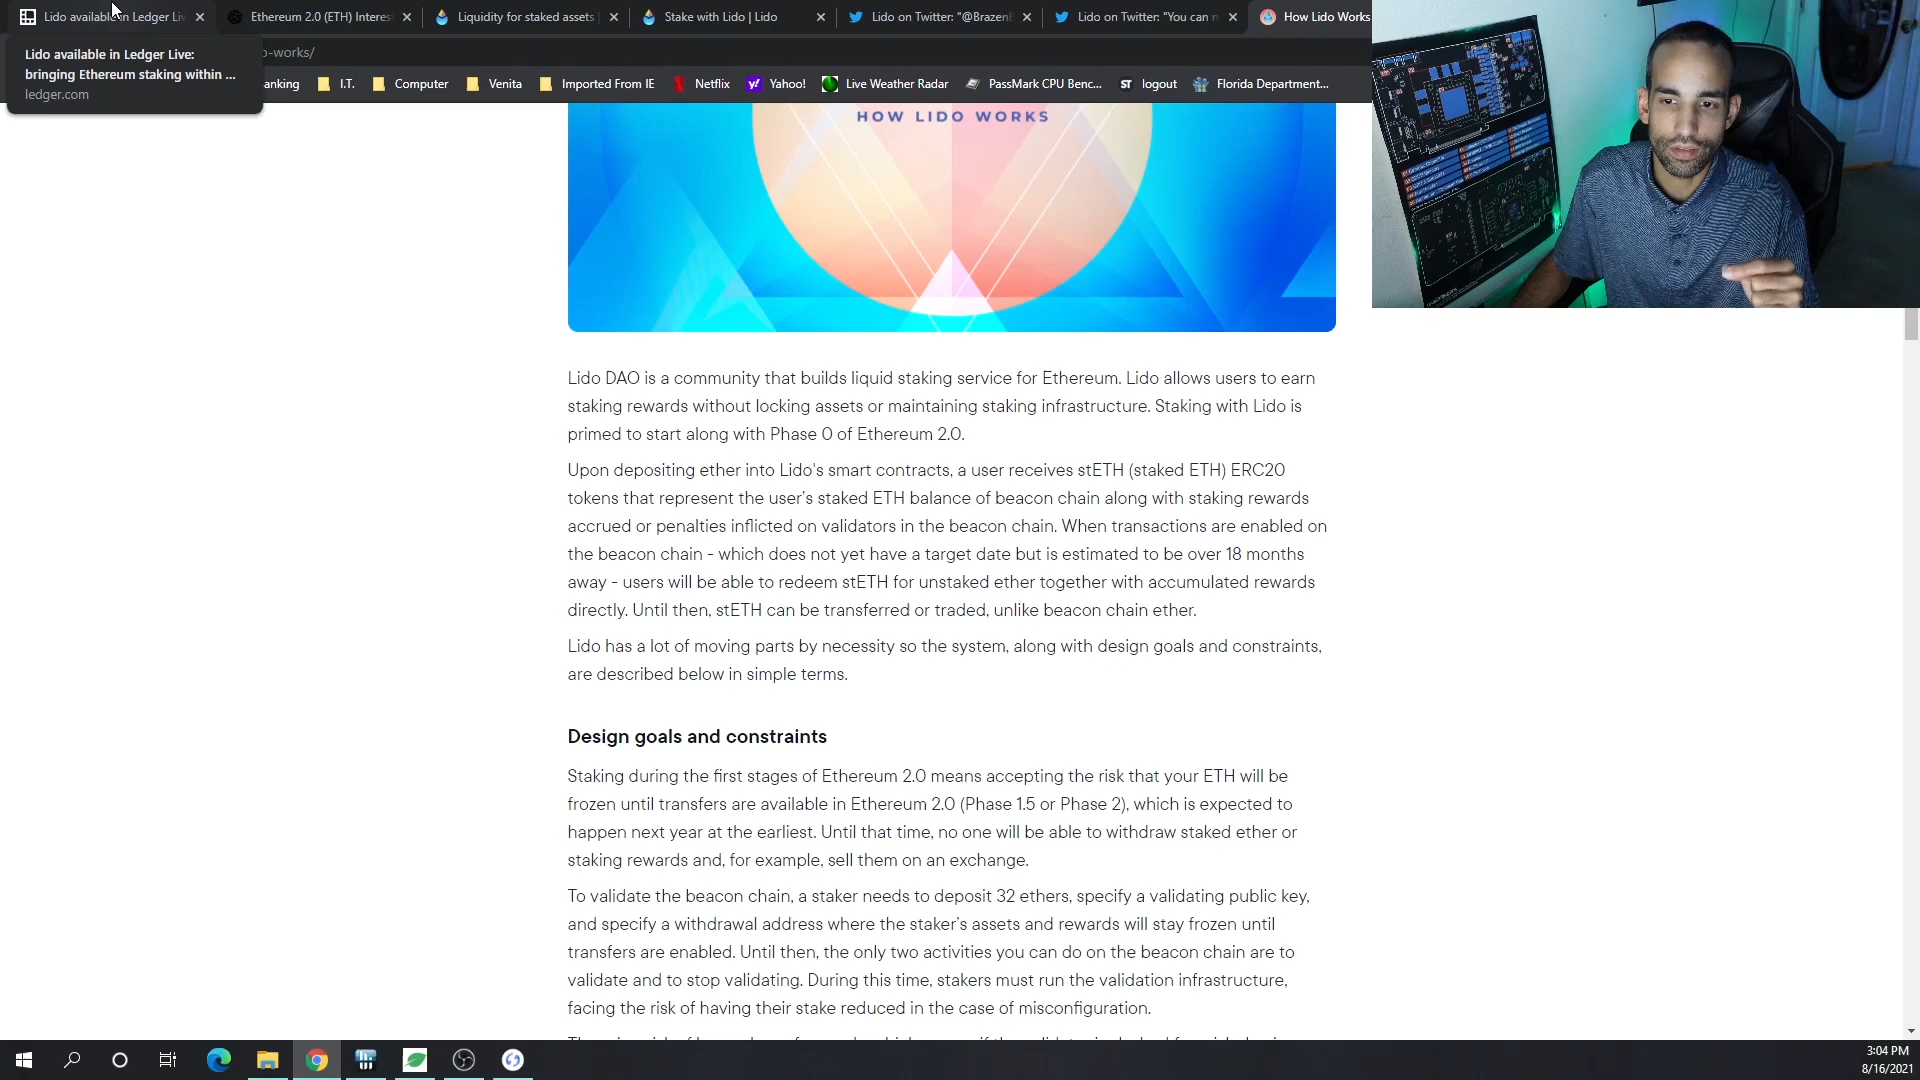 Lido available in Ledger Liv
Ethereum 2.0 (ETH) Interes
Liquidity for staked assets
Stake with Lido | Lido
Lido on Twitter: "@BrazenE
Lido on Twitter: "You can n
How Lido Works
Lido available in Ledger Live:
bringing Ethereum staking within ...
ledger.com
o-works/
anking
I.T.
Computer
Venita
Imported From IE
Netflix
Yahoo!
Live Weather Radar
PassMark CPU Benc...
ST logout
Florida Department...
HOW LIDO WORKS
Lido DAO is a community that builds liquid staking service for Ethereum. Lido allows users to earn
staking rewards without locking assets or maintaining staking infrastructure. Staking with Lido is
primed to start along with Phase 0 of Ethereum 2.0.
Upon depositing ether into Lido's smart contracts, a user receives stETH (staked ETH) ERC20
tokens that represent the user's staked ETH balance of beacon chain along with staking rewards
accrued or penalties inflicted on validators in the beacon chain. When transactions are enabled on
the beacon chain - which does not yet have a target date but is estimated to be over 18 months
away - users will be able to redeem stETH for unstaked ether together with accumulated rewards
directly. Until then, stETH can be transferred or traded, unlike beacon chain ether.
Lido has a lot of moving parts by necessity so the system, along with design goals and constraints,
are described below in simple terms.
Design goals and constraints
Staking during the first stages of Ethereum 2.0 means accepting the risk that your ETH will be
frozen until transfers are available in Ethereum 2.0 (Phase 1.5 or Phase 2), which is expected to
happen next year at the earliest. Until that time, no one will be able to withdraw staked ether or
staking rewards and, for example, sell them on an exchange.
To validate the beacon chain, a staker needs to deposit 32 ethers, specify a validating public key,
and specify a withdrawal address where the staker's assets and rewards will stay frozen until
transfers are enabled. Until then, the only two activities you can do on the beacon chain are to
validate and to stop validating. During this time, stakers must run the validation infrastructure,
facing the risk of having their stake reduced in the case of misconfiguration.
3:04 PM
8/16/2021